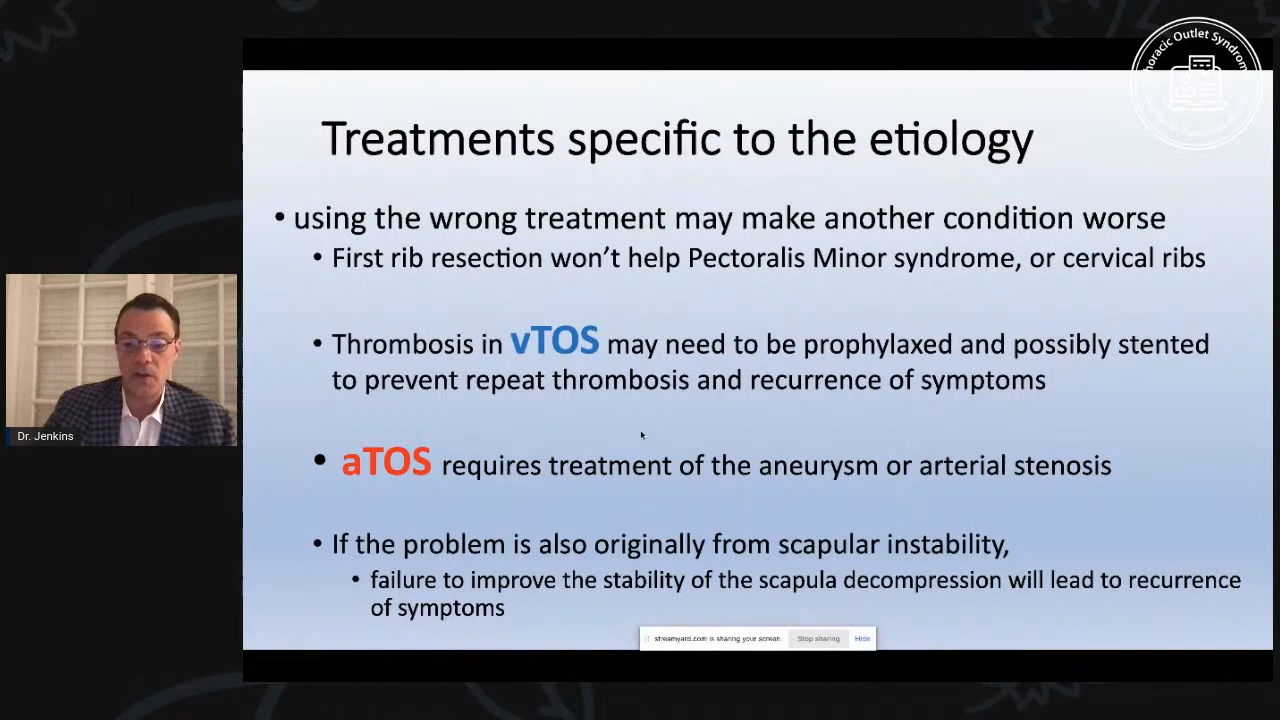 Thoracic Outlet Syndrome
Treatments specific to the etiology
• using the wrong treatment may make another condition worse
• First rib resection won’t help Pectoralis Minor syndrome, or cervical ribs
• Thrombosis in vTOS may need to be prophylaxed and possibly stented
to prevent repeat thrombosis and recurrence of symptoms
• aTOS requires treatment of the aneurysm or arterial stenosis
• If the problem is also originally from scapular instability,
• failure to improve the stability of the scapula decompression will lead to recurrence
of symptoms
Dr. Jenkins
streamyard.com is sharing your screen.
Stop sharing
Hide